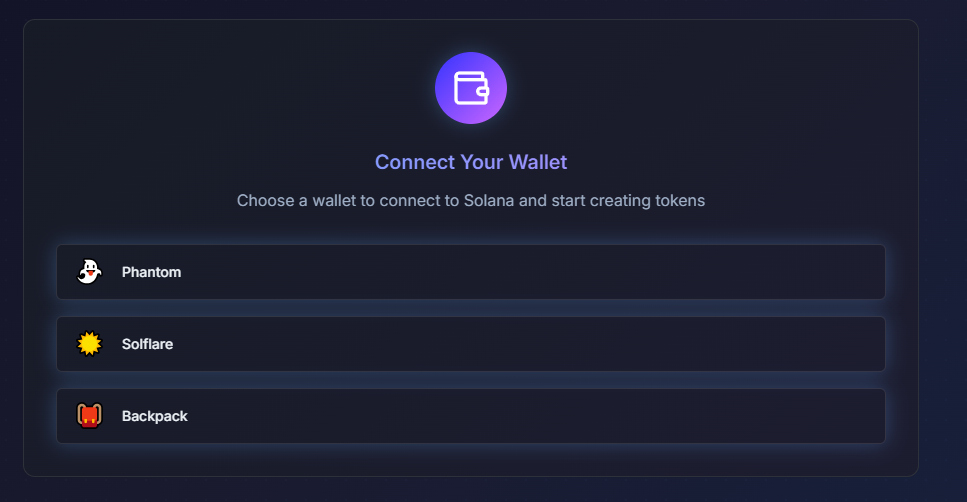 Connect Your Wallet
Choose a wallet to connect to Solana and start creating tokens
Phantom
Solflare
Backpack